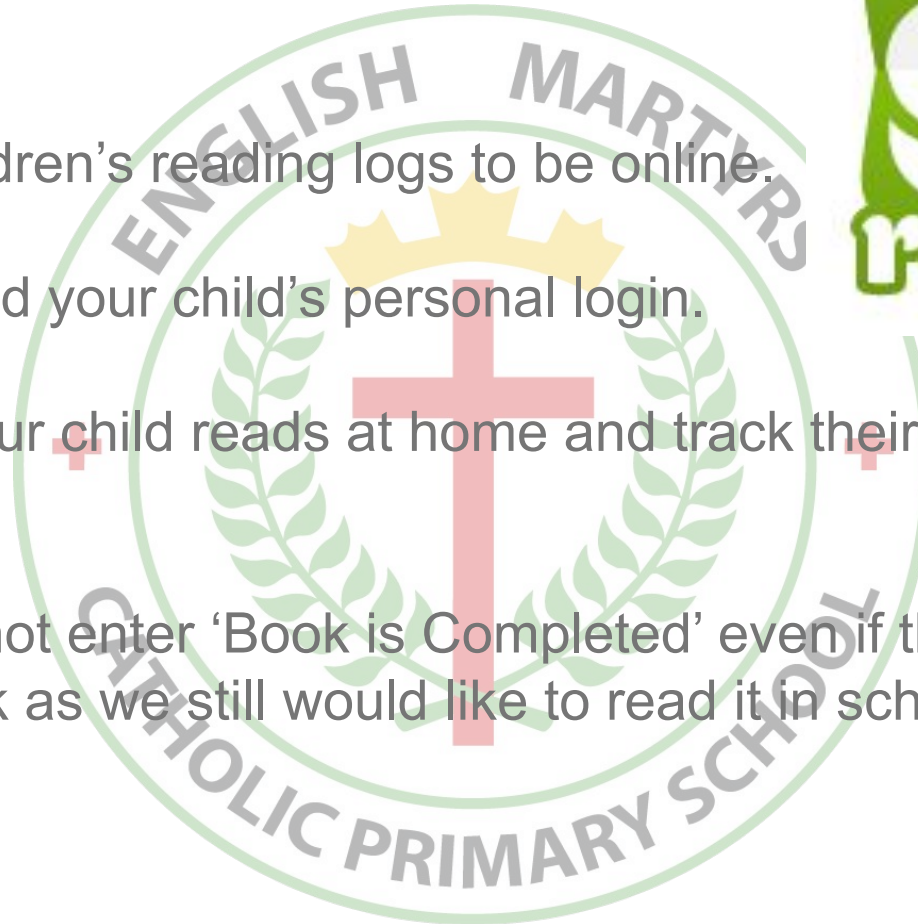 ENGLISH MARTYRS
dren’s reading logs to be online.
d your child’s personal login.
ur child reads at home and track their
not enter ‘Book is Completed’ even if th
k as we still would like to read it in sch
CATHOLIC PRIMARY SCHOOL